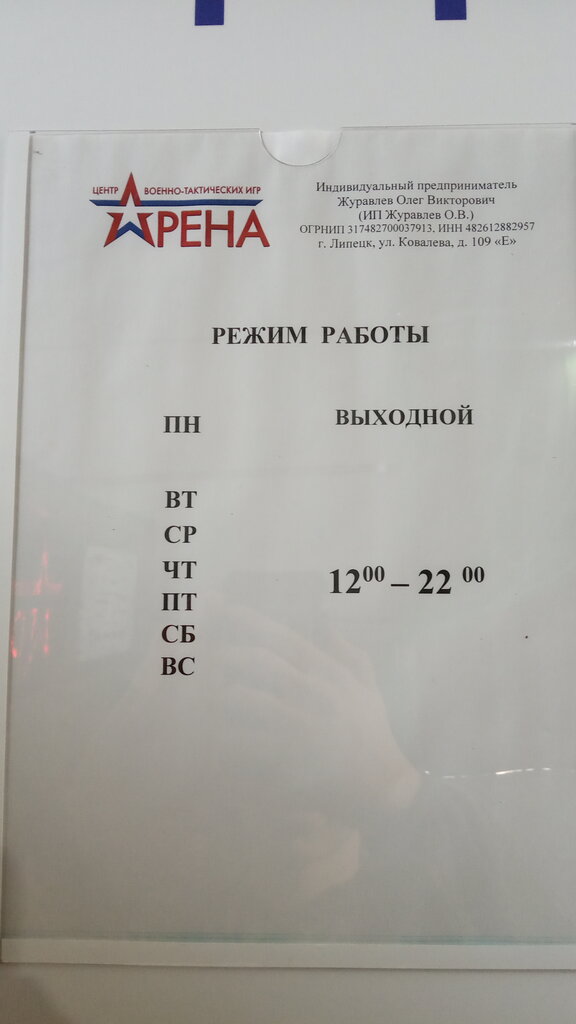 ЦЕНТР ВОЕННО-ТАКТИЧЕСКИХ ИГР
АРЕНА
Индивидуальный предприниматель
Журавлев Олег Викторович
(ИП Журавлев О.В.)
ОГРНИП 317482700037913, ИНН 482612882957
г. Липецк, ул. Ковалева, д. 109 «Е»
РЕЖИМ РАБОТЫ
ПН ВЫХОДНОЙ
ВТ
СР
ЧТ
12⁰⁰ – 22 ⁰⁰
ПТ
СБ
ВС